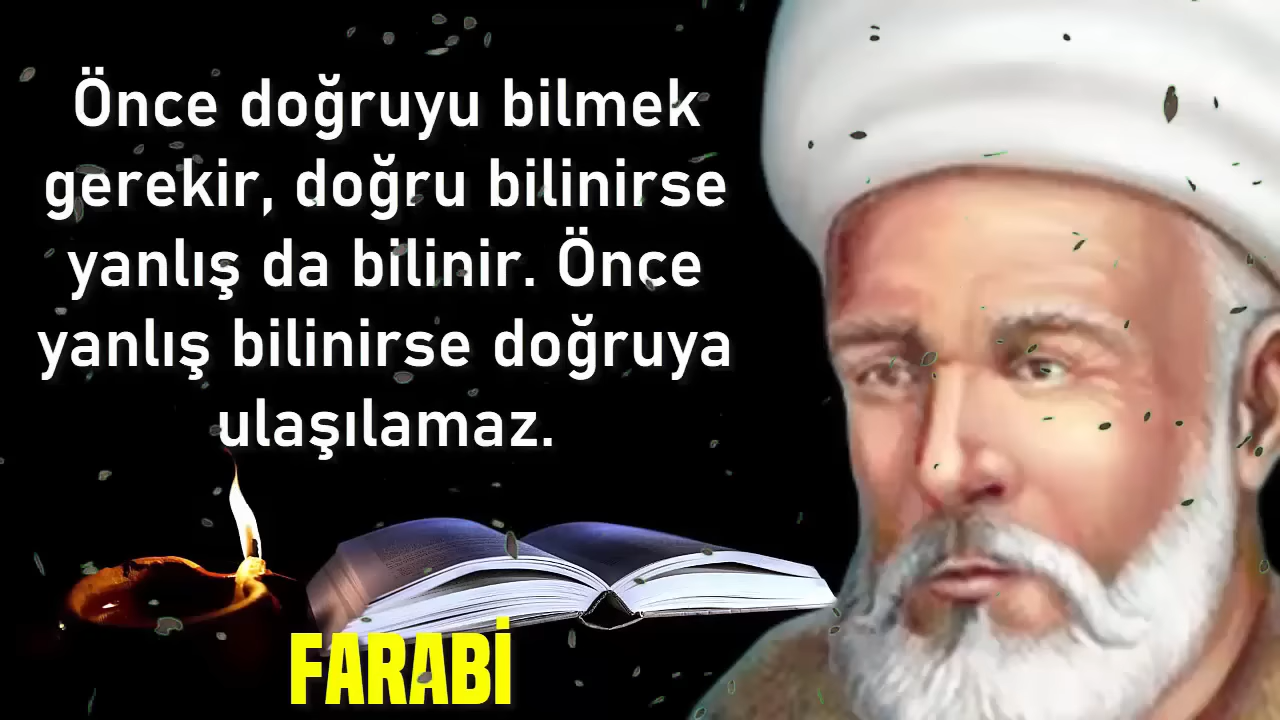 Önce doğruyu bilmek
gerekir, doğru bilinirse
yanlış da bilinir. Önce
yanlış bilinirse doğruya
ulaşılamaz.
FARABİ